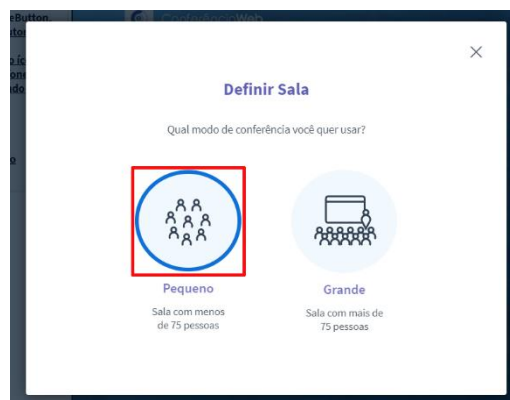 ConferênciaWeb
Definir Sala
Qual modo de conferência você quer usar?
Pequeno
Sala com menos
de 75 pessoas
Grande
Sala com mais de
75 pessoas